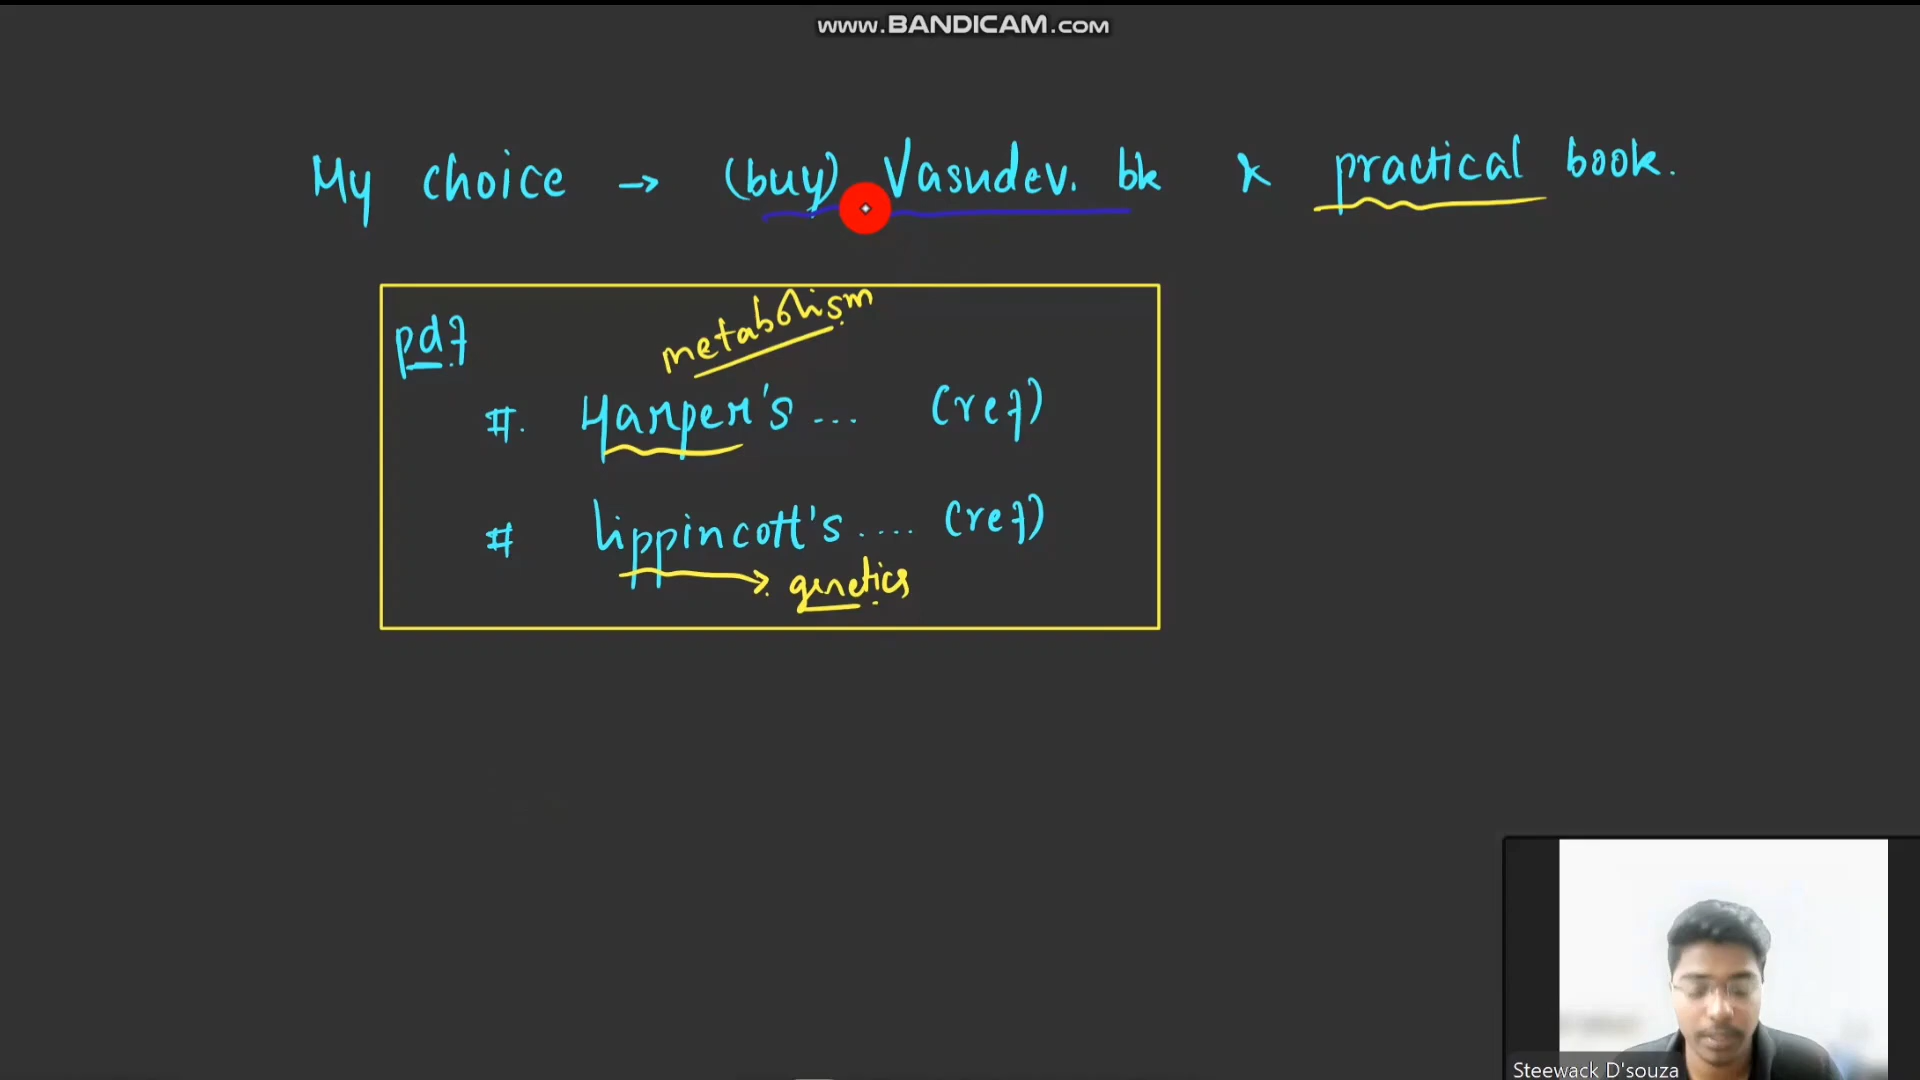 www.BANDICAM.com
My choice → (buy) Vasudev. bk & practical book.
pdf
metabolism
#. Harper's ... (ref)
# Lippincott's .... (ref)
→ genetics
Steewack D'souza